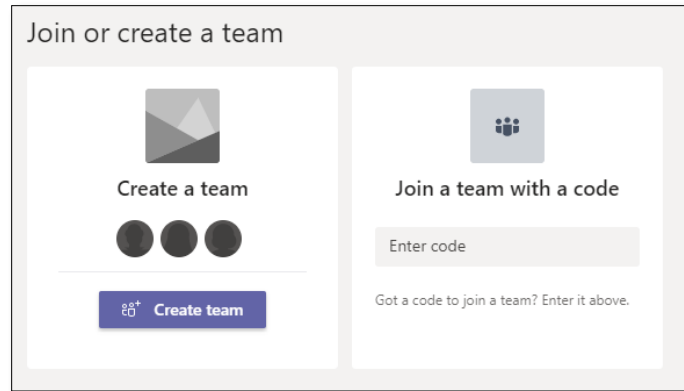 Join or create a team
Create a team
Create team
Join a team with a code
Enter code
Got a code to join a team? Enter it above.